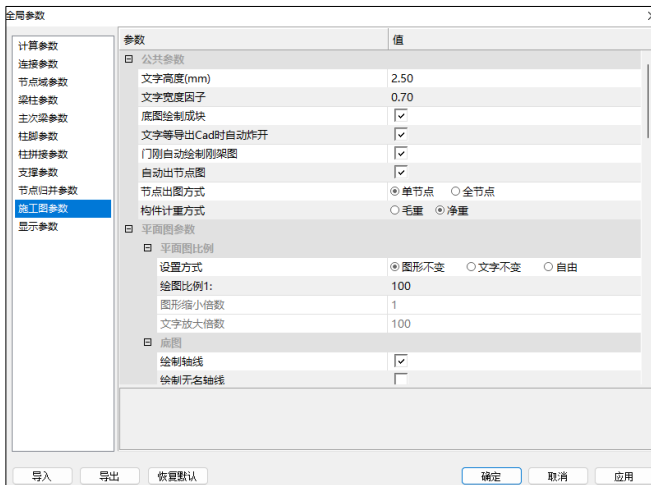 全局参数
计算参数
连接参数
节点域参数
梁柱参数
主次梁参数
柱脚参数
柱拼接参数
支撑参数
节点归并参数
施工图参数
显示参数
参数 值
公共参数
文字高度(mm) 2.50
文字宽度因子 0.70
底图绘制成块
文字等导出Cad时自动炸开
门刚自动绘制刚架图
自动出节点图
节点出图方式 单节点 全节点
构件计重方式 毛重 净重
平面图参数
平面图比例
设置方式 图形不变 文字不变 自由
绘图比例1: 100
图形缩小倍数 1
文字放大倍数 100
底图
绘制轴线
绘制无名轴线
导入 导出 恢复默认 确定 取消 应用